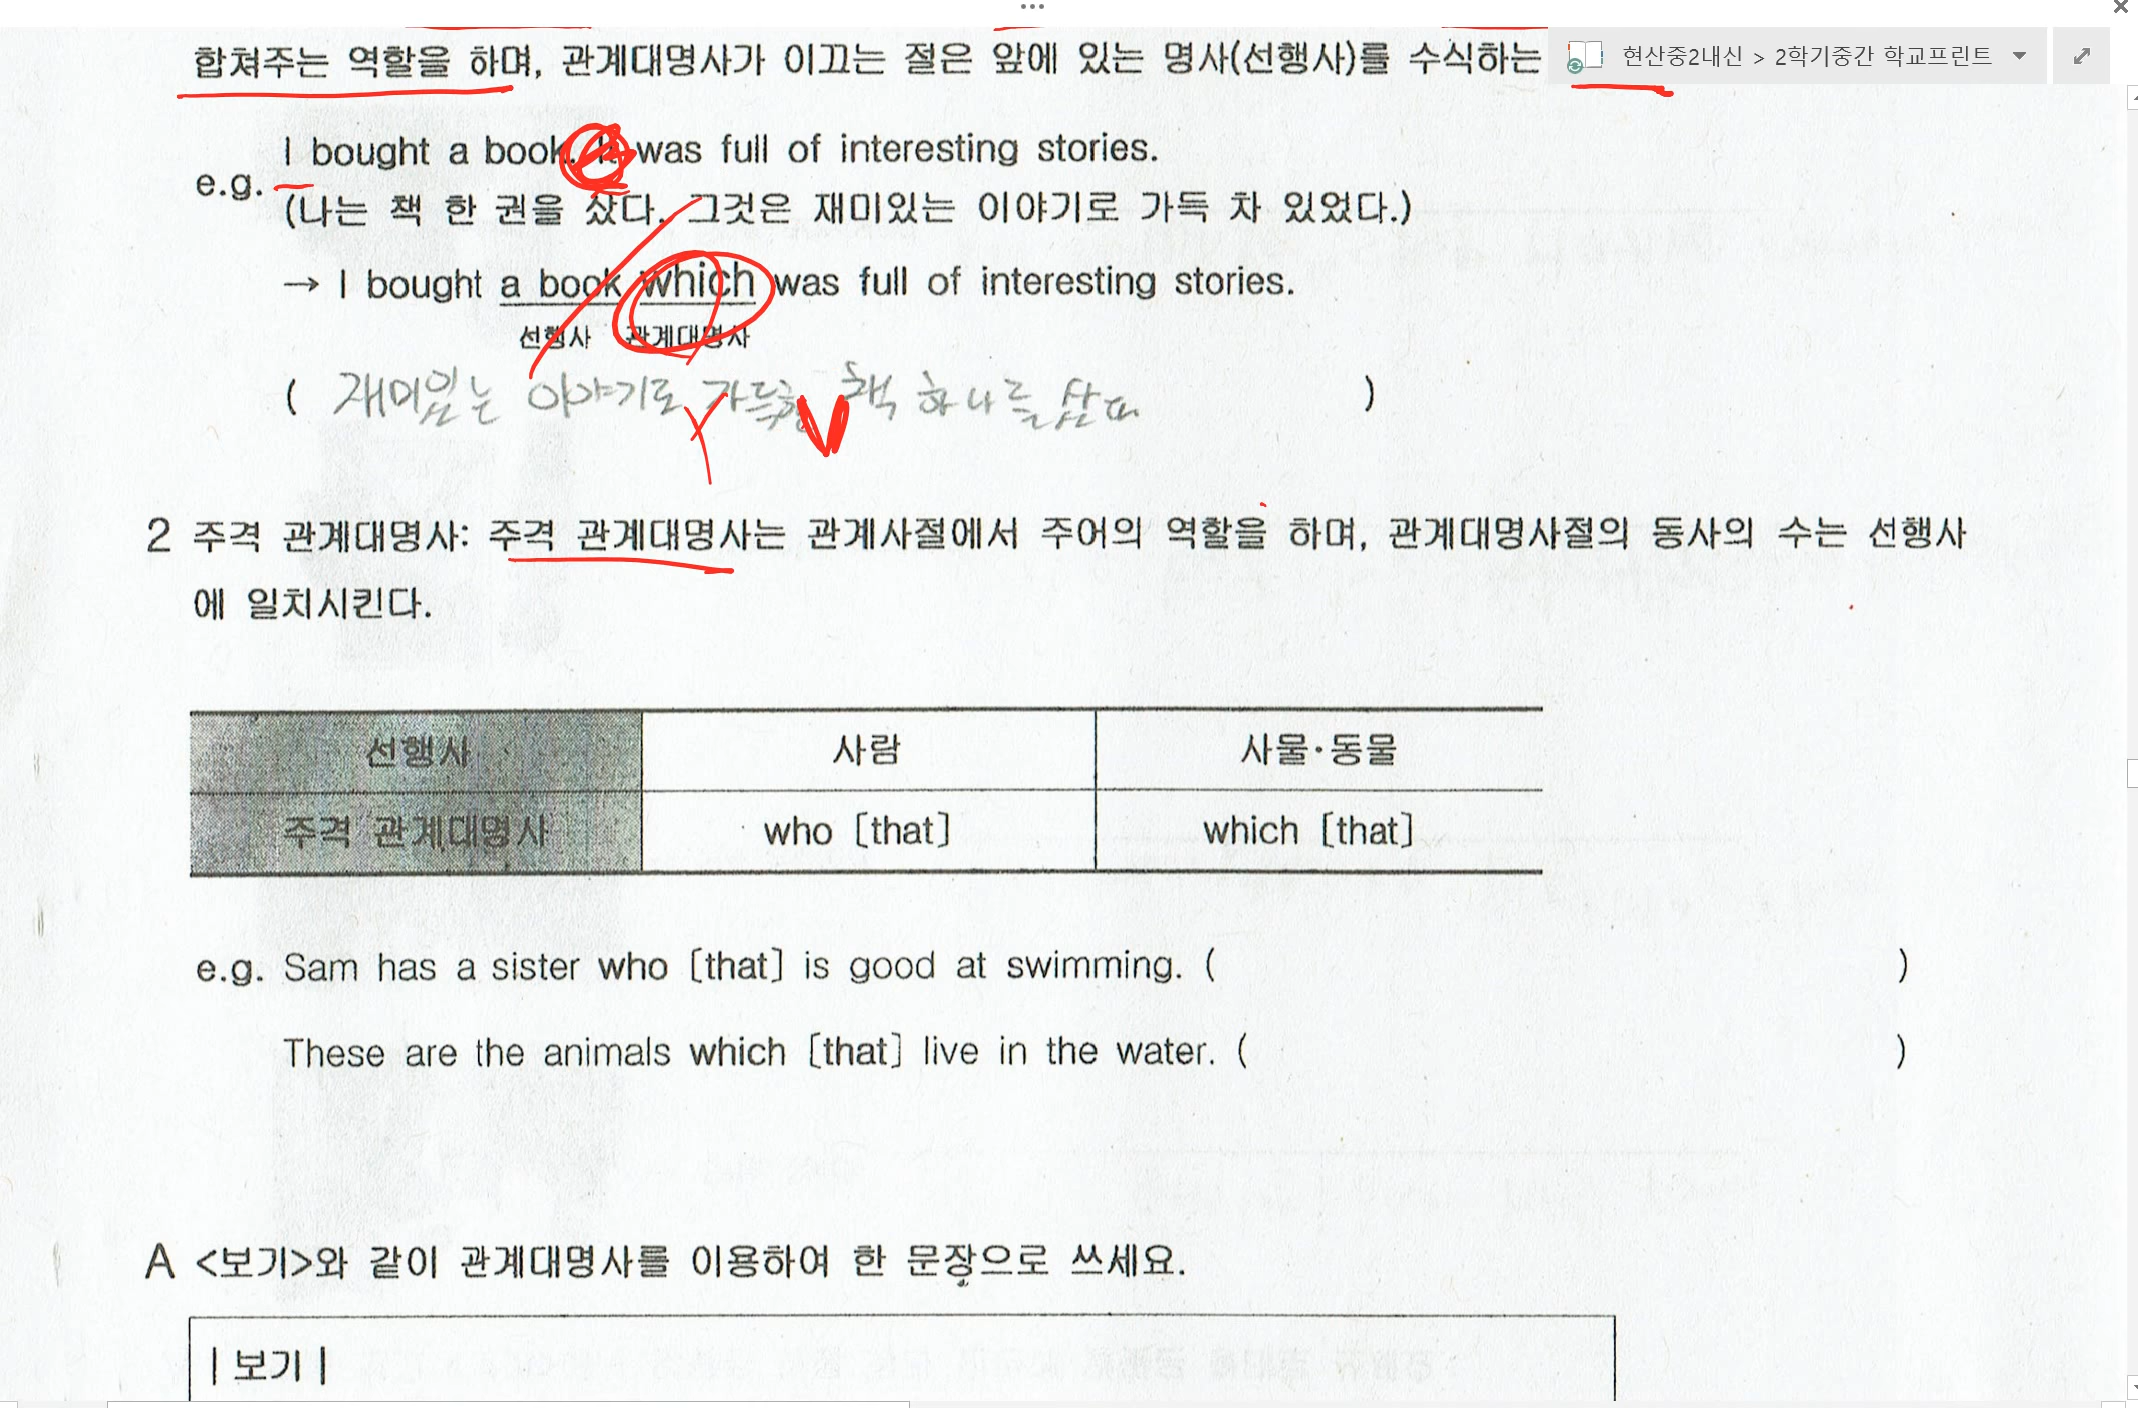 합쳐주는 역할을 하며, 관계대명사가 이끄는 절은 앞에 있는 명사(선행사)를 수식하는
현산중2내신 > 2학기중간 학교프린트
I bought a book. It was full of interesting stories.
e.g.
(나는 책 한 권을 샀다. 그것은 재미있는 이야기로 가득 차 있었다.)
→ I bought a book which was full of interesting stories.
선행사 관계대명사
( 재미있는 이야기로 가득한 책 하나를 샀다 )
2 주격 관계대명사: 주격 관계대명사는 관계사절에서 주어의 역할을 하며, 관계대명사절의 동사의 수는 선행사
에 일치시킨다.
선행사 사람 사물·동물
주격 관계대명사 who〔that〕 which〔that〕
e.g. Sam has a sister who〔that〕is good at swimming. ( )
These are the animals which〔that〕live in the water. ( )
A <보기>와 같이 관계대명사를 이용하여 한 문장으로 쓰세요.
| 보기 |